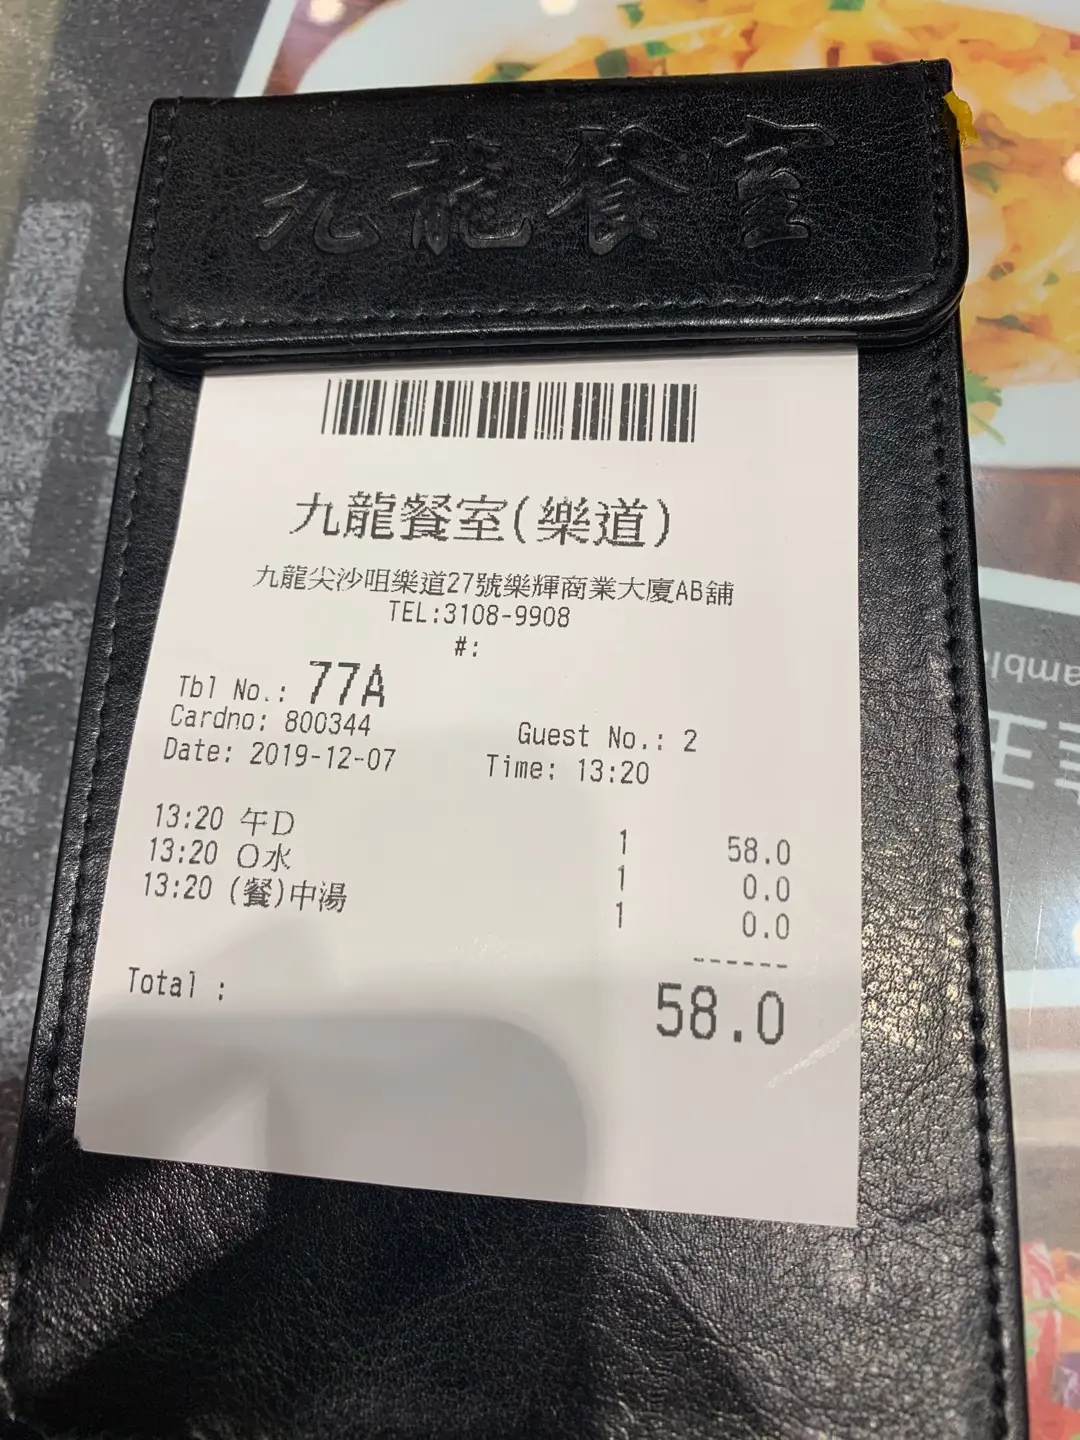 九龍餐室
九龍餐室(樂道)
九龍尖沙咀樂道27號樂輝商業大廈AB舖
TEL:3108-9908
#:
Tbl No.: 77A
Cardno: 800344 Guest No.: 2
Date: 2019-12-07 Time: 13:20
13:20 午D 1 58.0
13:20 O水 1 0.0
13:20 (餐)中湯 1 0.0
------
Total : 58.0